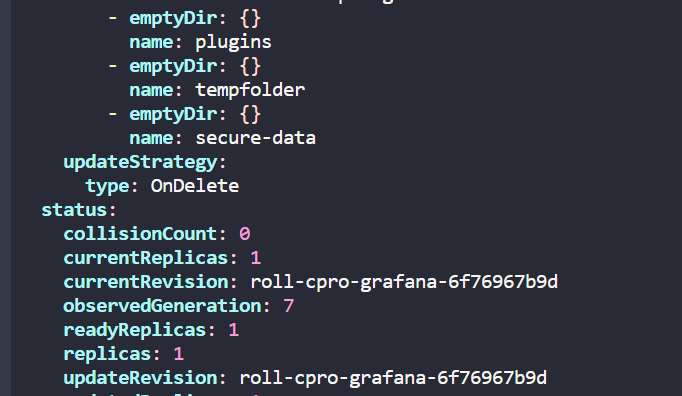 - emptyDir: {}
name: plugins
- emptyDir: {}
name: tempfolder
- emptyDir: {}
name: secure-data
updateStrategy:
type: OnDelete
status:
collisionCount: 0
currentReplicas: 1
currentRevision: roll-cpro-grafana-6f76967b9d
observedGeneration: 7
readyReplicas: 1
replicas: 1
updateRevision: roll-cpro-grafana-6f76967b9d